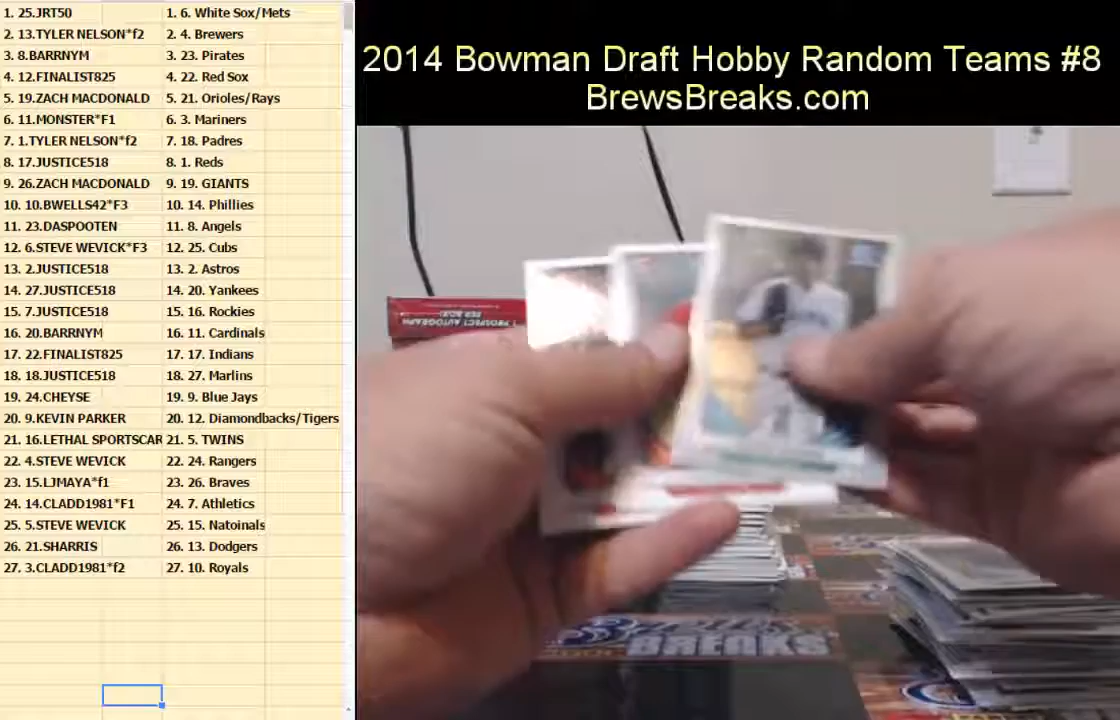 1. 25.JRT50 1. 6. White Sox/Mets
2. 13.TYLER NELSON*f2 2. 4. Brewers
3. 8.BARRNYM 3. 23. Pirates
4. 12.FINALIST825 4. 22. Red Sox
5. 19.ZACH MACDONALD 5. 21. Orioles/Rays
6. 11.MONSTER*F1 6. 3. Mariners
7. 1.TYLER NELSON*f2 7. 18. Padres
8. 17.JUSTICE518 8. 1. Reds
9. 26.ZACH MACDONALD 9. 19. GIANTS
10. 10.BWELLS42*F3 10. 14. Phillies
11. 23.DASPOOTEN 11. 8. Angels
12. 6.STEVE WEVICK*F3 12. 25. Cubs
13. 2.JUSTICE518 13. 2. Astros
14. 27.JUSTICE518 14. 20. Yankees
15. 7.JUSTICE518 15. 16. Rockies
16. 20.BARRNYM 16. 11. Cardinals
17. 22.FINALIST825 17. 17. Indians
18. 18.JUSTICE518 18. 27. Marlins
19. 24.CHEYSE 19. 9. Blue Jays
20. 9.KEVIN PARKER 20. 12. Diamondbacks/Tigers
21. 16.LETHAL SPORTSCAR 21. 5. TWINS
22. 4.STEVE WEVICK 22. 24. Rangers
23. 15.LJMAYA*f1 23. 26. Braves
24. 14.CLADD1981*F1 24. 7. Athletics
25. 5.STEVE WEVICK 25. 15. Natoinals
26. 21.SHARRIS 26. 13. Dodgers
27. 3.CLADD1981*f2 27. 10. Royals
2014 Bowman Draft Hobby Random Teams #8
BrewsBreaks.com
1 PROSPECT AUTOGRAPH
PER BOX!
BREAKS